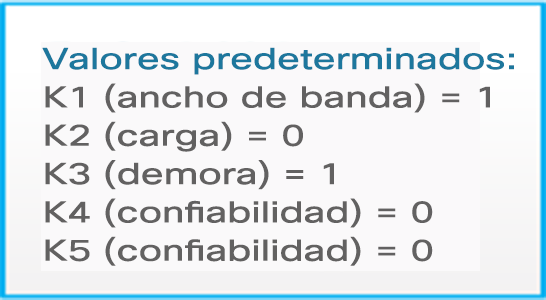 Valores predeterminados:
K1 (ancho de banda) = 1
K2 (carga) = 0
K3 (demora) = 1
K4 (confiabilidad) = 0
K5 (confiabilidad) = 0